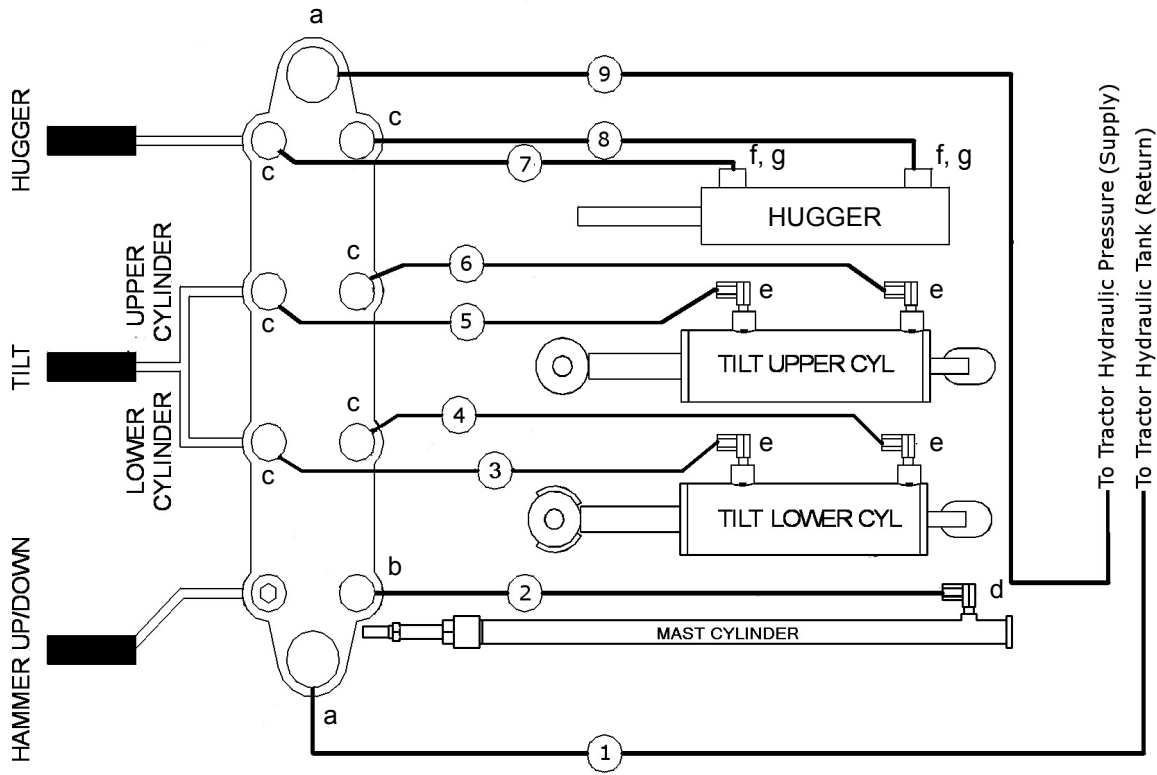 a
9
HUGGER
c
8
7
c
f, g
f, g
HUGGER
To Tractor Hydraulic Pressure (Supply)
To Tractor Hydraulic Tank (Return)
UPPER
CYLINDER
c
6
e
e
c
5
TILT
TILT UPPER CYL
LOWER
CYLINDER
c
4
e
e
c
3
TILT LOWER CYL
HAMMER UP/DOWN
b
2
d
MAST CYLINDER
a
1